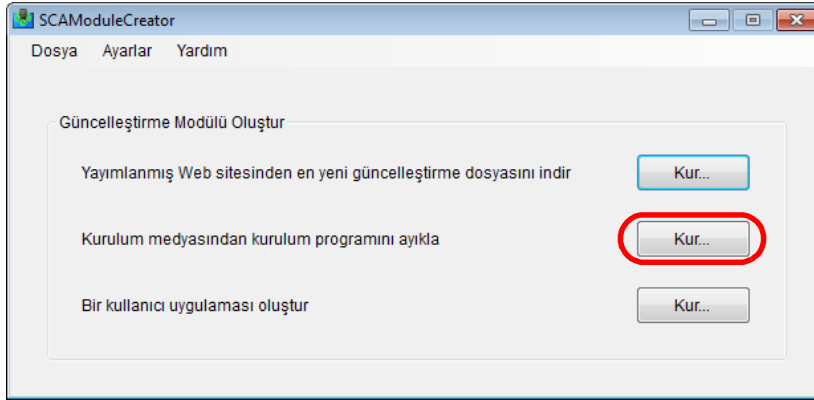 SCAModuleCreator
Dosya Ayarlar Yardım
Güncelleştirme Modülü Oluştur
Yayımlanmış Web sitesinden en yeni güncelleştirme dosyasını indir Kur...
Kurulum medyasından kurulum programını ayıkla Kur...
Bir kullanıcı uygulaması oluştur Kur...